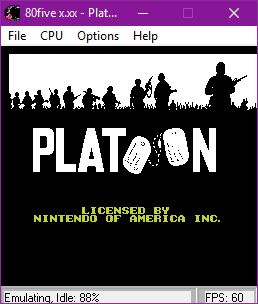 80five x.xx - Plat...
File CPU Options Help
PLATOON
LICENSED BY
NINTENDO OF AMERICA INC.
Emulating, Idle: 88% FPS: 60